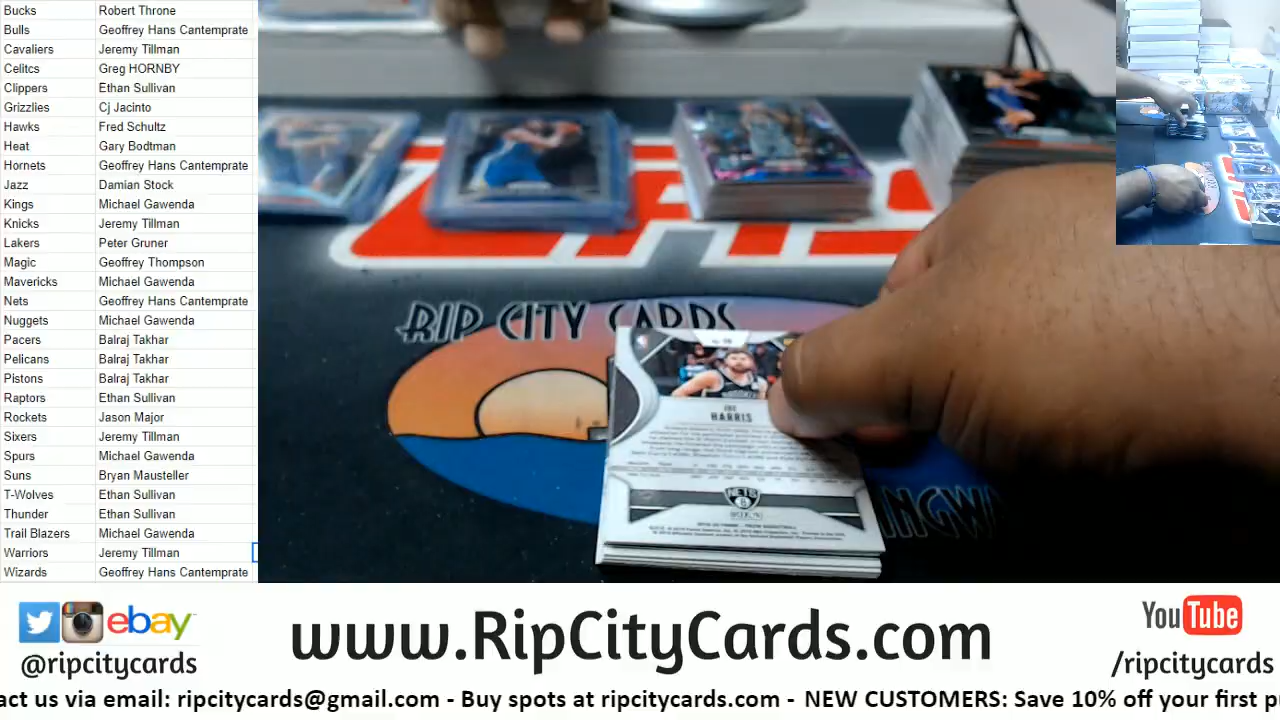 Bucks Robert Throne
Bulls Geoffrey Hans Cantemprate
Cavaliers Jeremy Tillman
Celitcs Greg HORNBY
Clippers Ethan Sullivan
Grizzlies Cj Jacinto
Hawks Fred Schultz
Heat Gary Bodtman
Hornets Geoffrey Hans Cantemprate
Jazz Damian Stock
Kings Michael Gawenda
Knicks Jeremy Tillman
Lakers Peter Gruner
Magic Geoffrey Thompson
Mavericks Michael Gawenda
Nets Geoffrey Hans Cantemprate
Nuggets Michael Gawenda
Pacers Balraj Takhar
Pelicans Balraj Takhar
Pistons Balraj Takhar
Raptors Ethan Sullivan
Rockets Jason Major
Sixers Jeremy Tillman
Spurs Michael Gawenda
Suns Bryan Mausteller
T-Wolves Ethan Sullivan
Thunder Ethan Sullivan
Trail Blazers Michael Gawenda
Warriors Jeremy Tillman
Wizards Geoffrey Hans Cantemprate
RIP CITY CARDS
JOE
HARRIS
NETS
INGW
ebay
@ripcitycards
www.RipCityCards.com
YouTube
/ripcitycards
act us via email: ripcitycards@gmail.com - Buy spots at ripcitycards.com - NEW CUSTOMERS: Save 10% off your first p